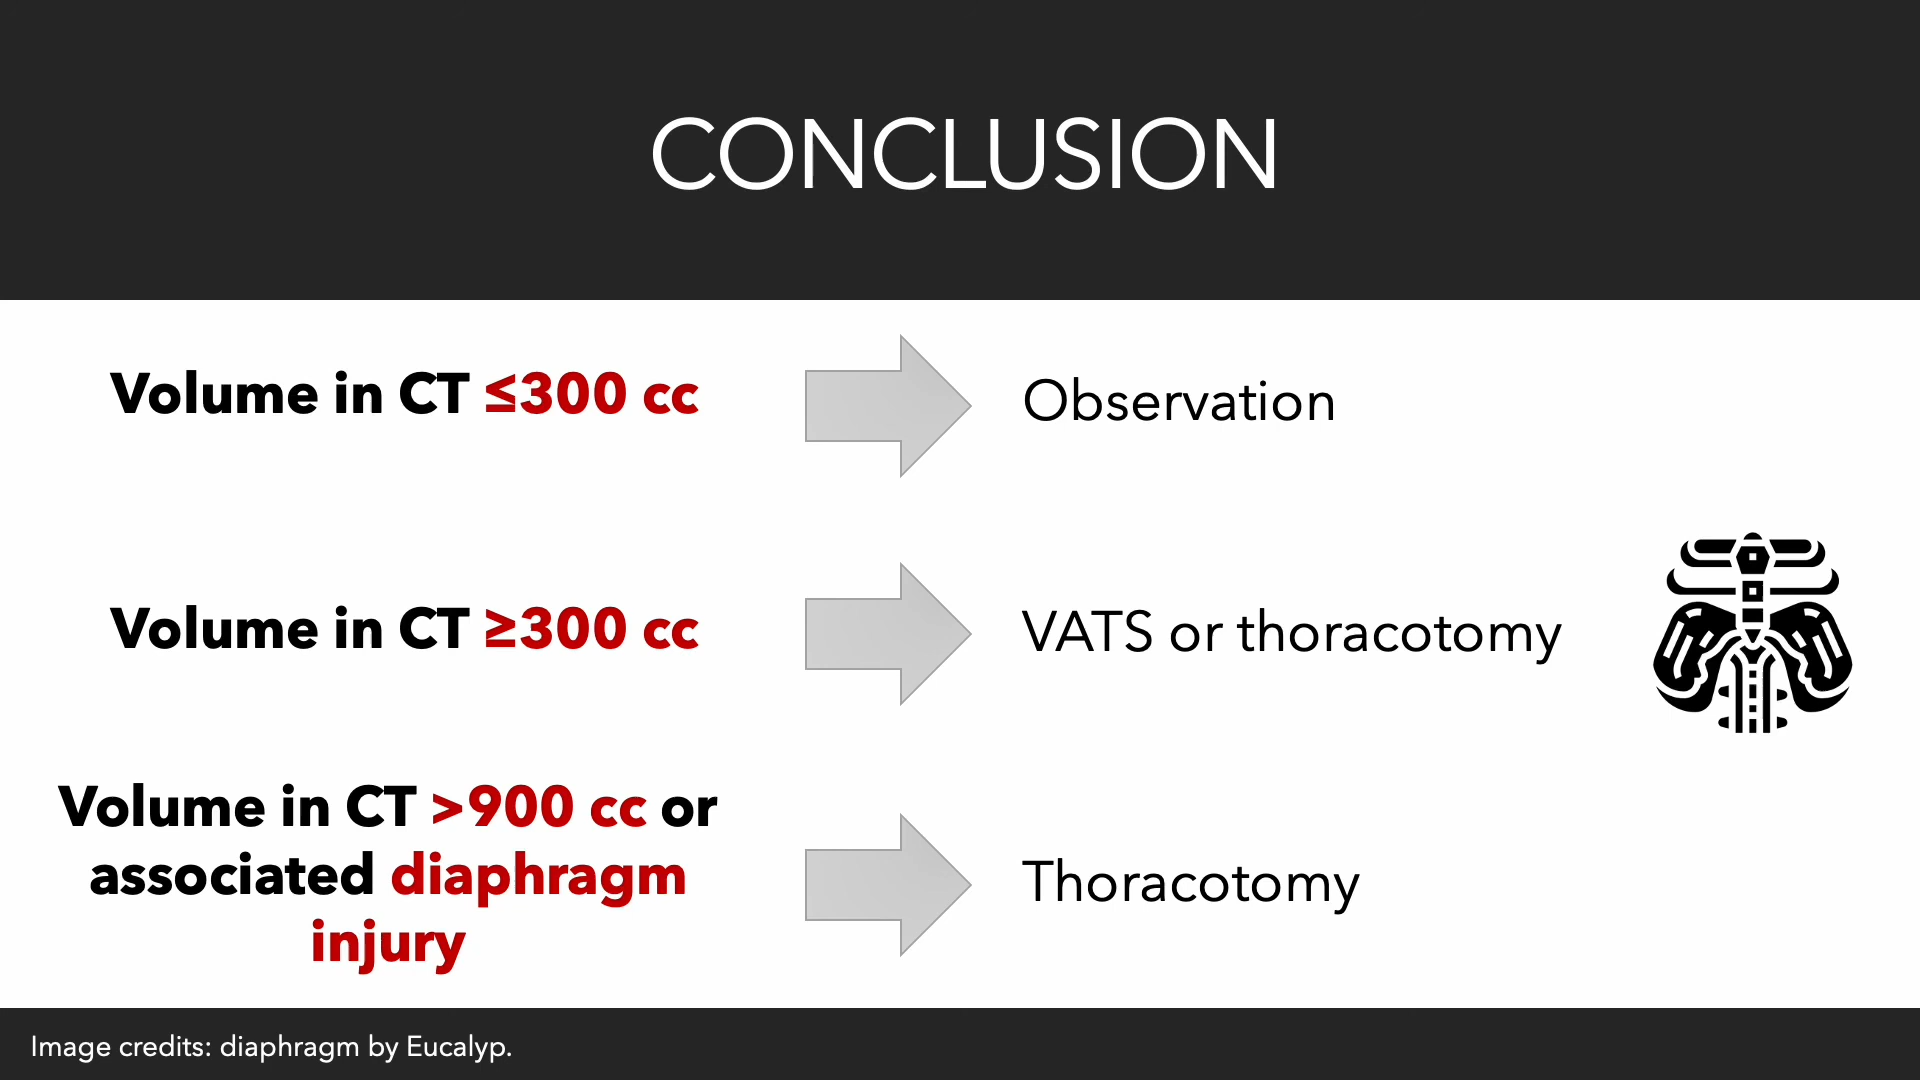 CONCLUSION
Volume in CT ≤300 cc
Observation
Volume in CT ≥300 cc
VATS or thoracotomy
Volume in CT >900 cc or
associated diaphragm
injury
Thoracotomy
Image credits: diaphragm by Eucalyp.